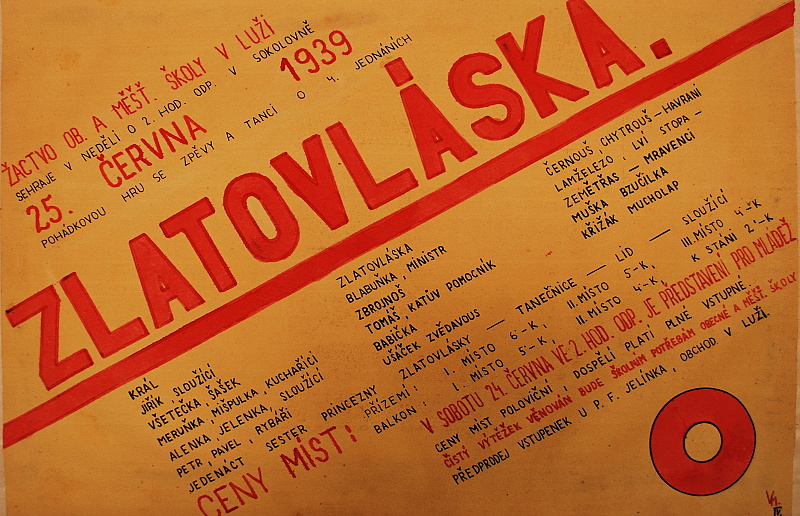 ŽACTVO OB. A MĚŠŤ. ŠKOLY V LUŽI
SEHRAJE V NEDĚLI O 2. HOD. ODP. V SOKOLOVNĚ
25. ČERVNA 1939
POHÁDKOVOU HRU SE ZPĚVY A TANCI O 4. JEDNÁNÍCH
ZLATOVLÁSKA.
KRÁL
JIŘÍK, SLOUŽÍCÍ
VŠETEČKA, ŠAŠEK
MERUŇKA, MIŠPULKA, KUCHAŘÍCI
ALENKA, JELENKA, SLOUŽÍCÍ
PETR, PAVEL, RYBÁŘI
JEDENÁCT SESTER PRINCEZNY ZLATOVLÁSKY — TANEČNICE — LID — SLOUŽÍCÍ
ZLATOVLÁSKA
BLABUŇKA, MINISTR
ZBROJNOŠ
TOMÁŠ, KATŮV POMOCNÍK
BABIČKA
UŠÁČEK ZVĚDAVOUS
ČERNOUŠ CHYTROUŠ – HAVRANI
LAMŽELEZO, LVÍ STOPA –
ZEMĚTŘAS – MRAVENCI
MUŠKA BZUČILKA
KŘIŽÁK MUCHOLAP
CENY MÍST:
PŘÍZEMÍ: I. MÍSTO 6·–K, II. MÍSTO 5·–K, III. MÍSTO 4·–K
BALKON: I. MÍSTO 5·–K, II. MÍSTO 4·–K, K STÁNÍ 2·–K
V SOBOTU 24. ČERVNA VE 2. HOD. ODP. JE PŘEDSTAVENÍ PRO MLÁDEŽ
CENY MÍST POLOVIČNÍ, DOSPĚLÍ PLATÍ PLNÉ VSTUPNÉ.
ČISTÝ VÝTĚŽEK VĚNOVÁN BUDE ŠKOLNÍM POTŘEBÁM OBECNÉ A MĚŠŤ. ŠKOLY
PŘEDPRODEJ VSTUPENEK U P. F. JELÍNKA, OBCHOD V LUŽI.